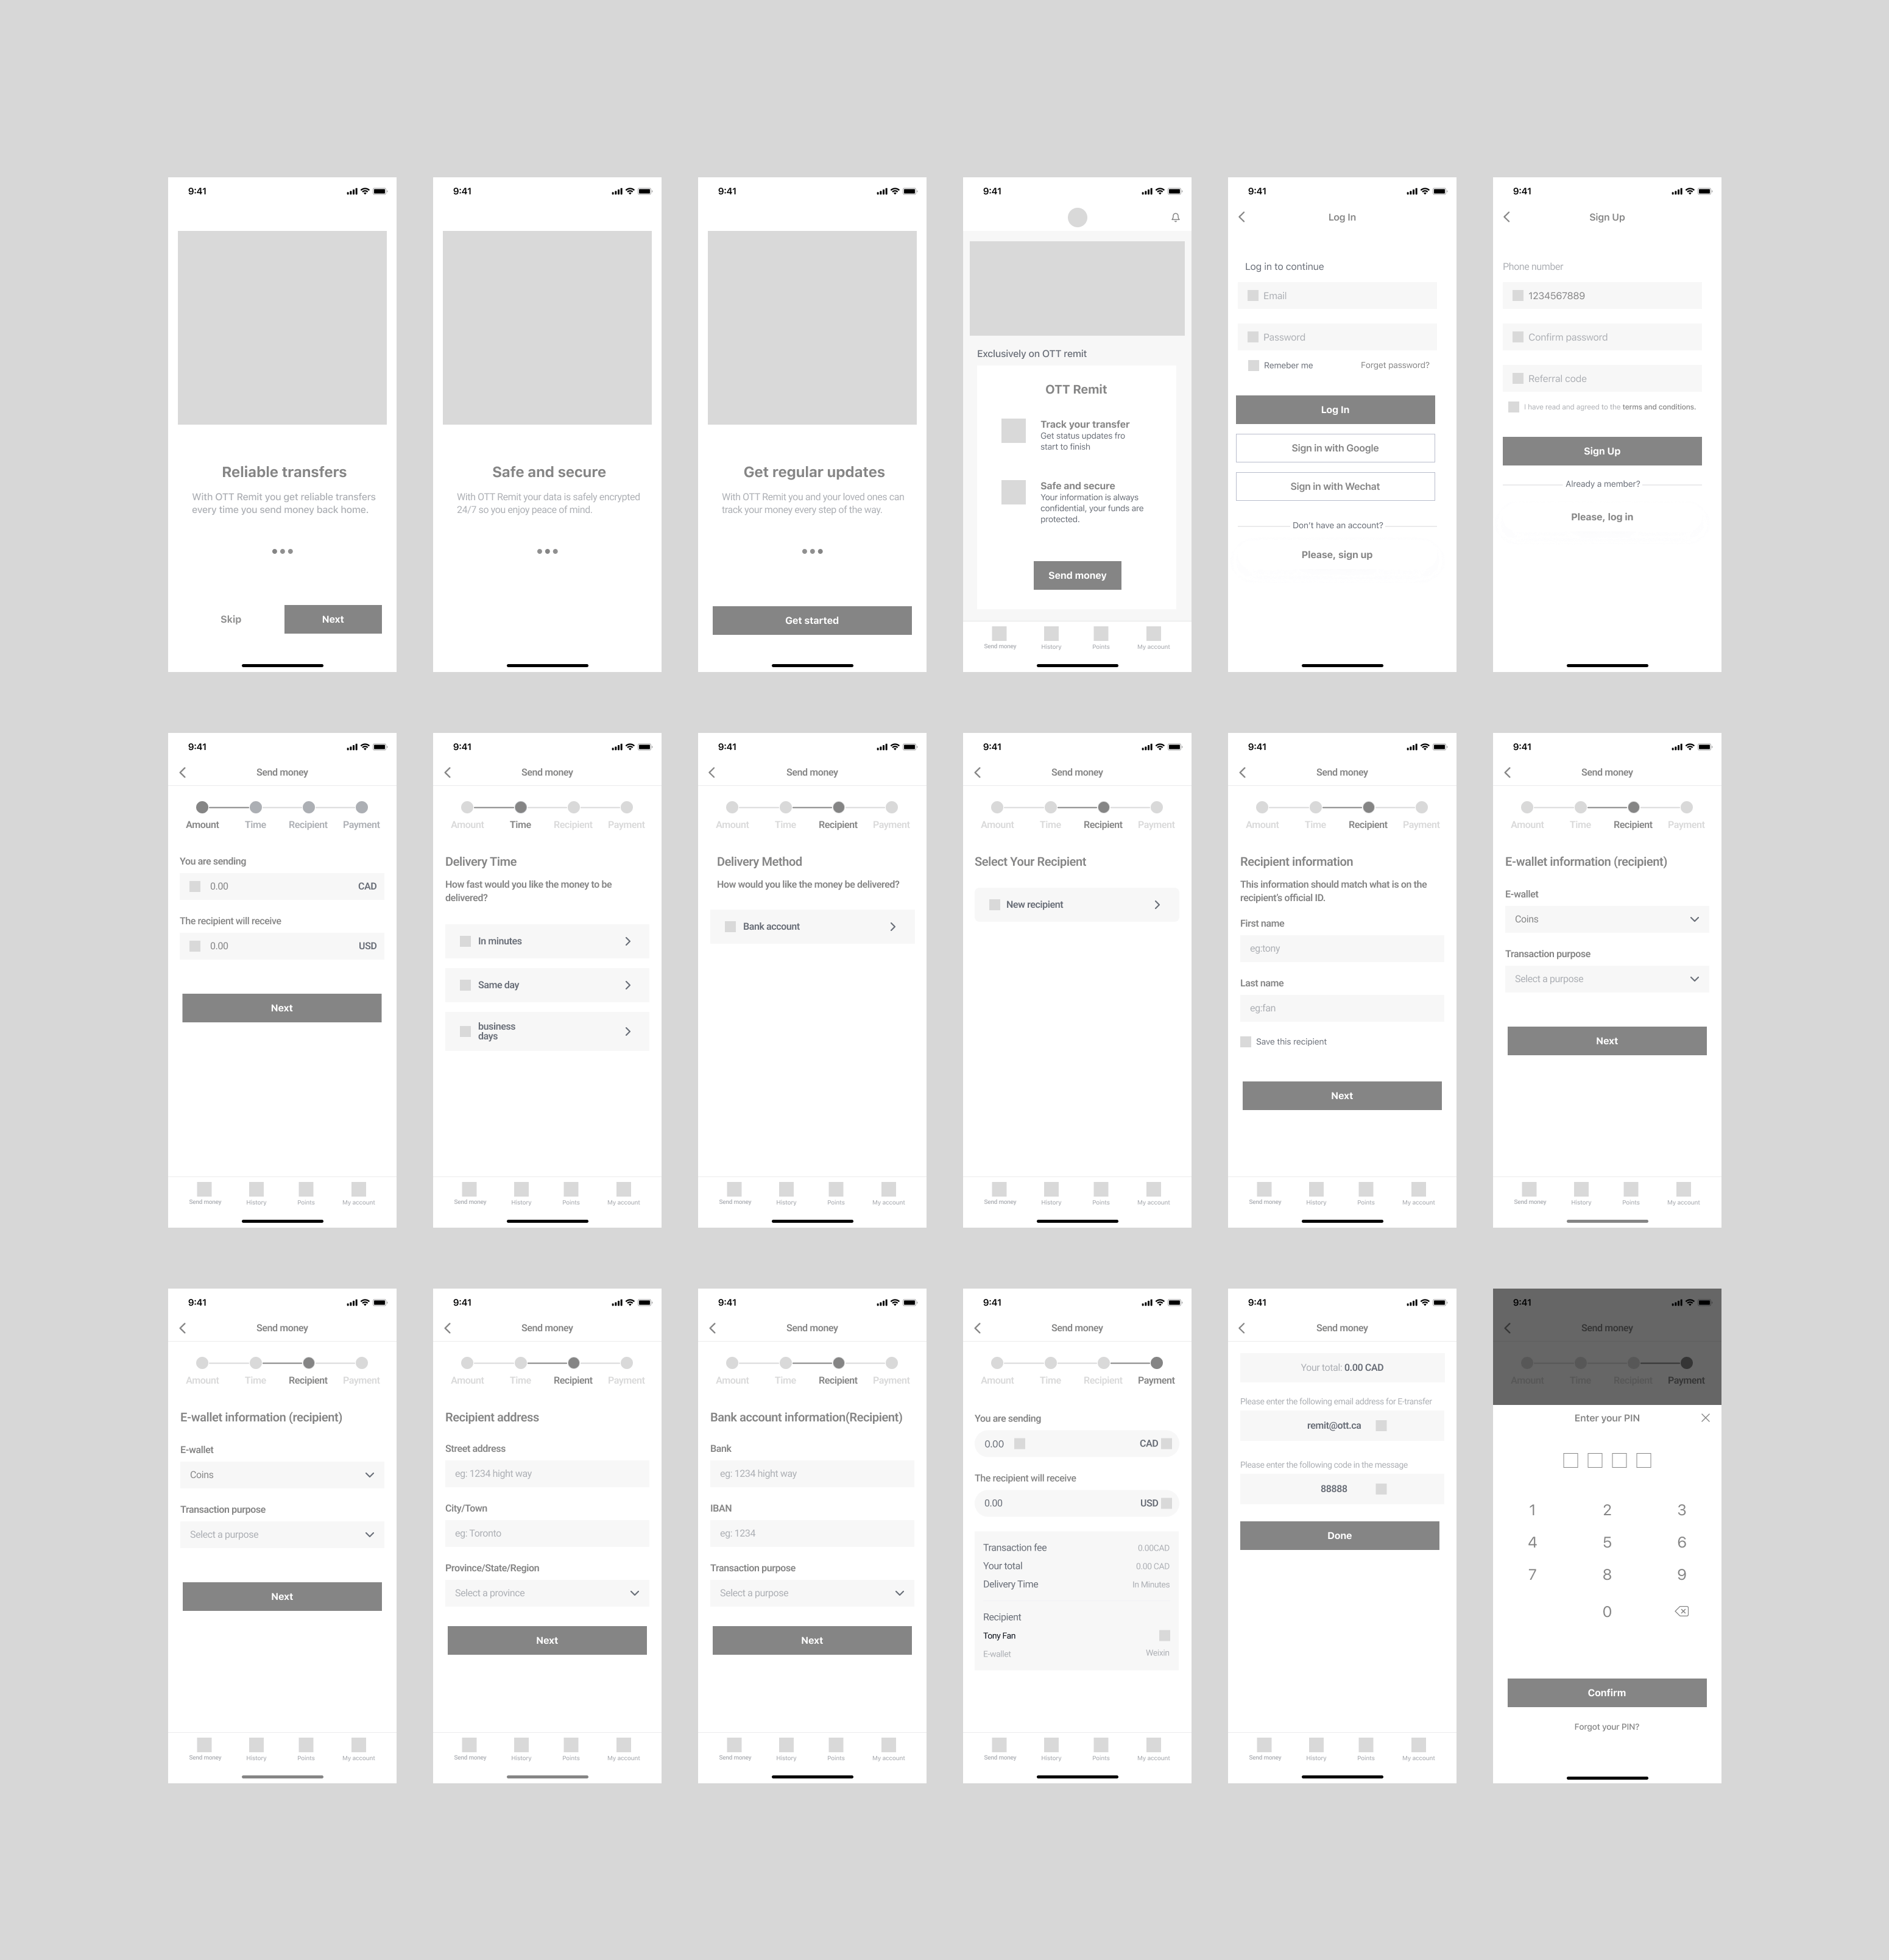 9:41
Reliable transfers
With OTT Remit you get reliable transfers
every time you send money back home.
Skip
Next
9:41
Safe and secure
With OTT Remit your data is safely encrypted
24/7 so you enjoy peace of mind.
9:41
Get regular updates
With OTT Remit you and your loved ones can
track your money every step of the way.
Get started
9:41
Exclusively on OTT remit
OTT Remit
Track your transfer
Get status updates fro
start to finish
Safe and secure
Your information is always
confidential, your funds are
protected.
Send money
Send money History Points My account
9:41
Log In
Log in to continue
Email
Password
Remeber me Forget password?
Log In
Sign in with Google
Sign in with Wechat
Don't have an account?
Please, sign up
9:41
Sign Up
Phone number
1234567889
Confirm password
Referral code
I have read and agreed to the terms and conditions.
Sign Up
Already a member?
Please, log in
9:41
Send money
Amount Time Recipient Payment
You are sending
0.00 CAD
The recipient will receive
0.00 USD
Next
Send money History Points My account
9:41
Send money
Amount Time Recipient Payment
Delivery Time
How fast would you like the money to be
delivered?
In minutes
Same day
business
days
Send money History Points My account
9:41
Send money
Amount Time Recipient Payment
Delivery Method
How would you like the money be delivered?
Bank account
Send money History Points My account
9:41
Send money
Amount Time Recipient Payment
Select Your Recipient
New recipient
Send money History Points My account
9:41
Send money
Amount Time Recipient Payment
Recipient information
This information should match what is on the
recipient's official ID.
First name
eg:tony
Last name
eg:fan
Save this recipient
Next
Send money History Points My account
9:41
Send money
Amount Time Recipient Payment
E-wallet information (recipient)
E-wallet
Coins
Transaction purpose
Select a purpose
Next
Send money History Points My account
9:41
Send money
Amount Time Recipient Payment
E-wallet information (recipient)
E-wallet
Coins
Transaction purpose
Select a purpose
Next
Send money History Points My account
9:41
Send money
Amount Time Recipient Payment
Recipient address
Street address
eg: 1234 hight way
City/Town
eg: Toronto
Province/State/Region
Select a province
Next
Send money History Points My account
9:41
Send money
Amount Time Recipient Payment
Bank account information(Recipient)
Bank
eg: 1234 hight way
IBAN
eg: 1234
Transaction purpose
Select a purpose
Next
Send money History Points My account
9:41
Send money
Amount Time Recipient Payment
You are sending
0.00 CAD
The recipient will receive
0.00 USD
Transaction fee 0.00CAD
Your total 0.00 CAD
Delivery Time In Minutes
Recipient
Tony Fan
E-wallet Weixin
Send money History Points My account
9:41
Send money
Your total: 0.00 CAD
Please enter the following email address for E-transfer
remit@ott.ca
Please enter the following code in the message
88888
Done
Send money History Points My account
9:41
Send money
Amount Time Recipient Payment
Enter your PIN
1 2 3
4 5 6
7 8 9
0
Confirm
Forgot your PIN?